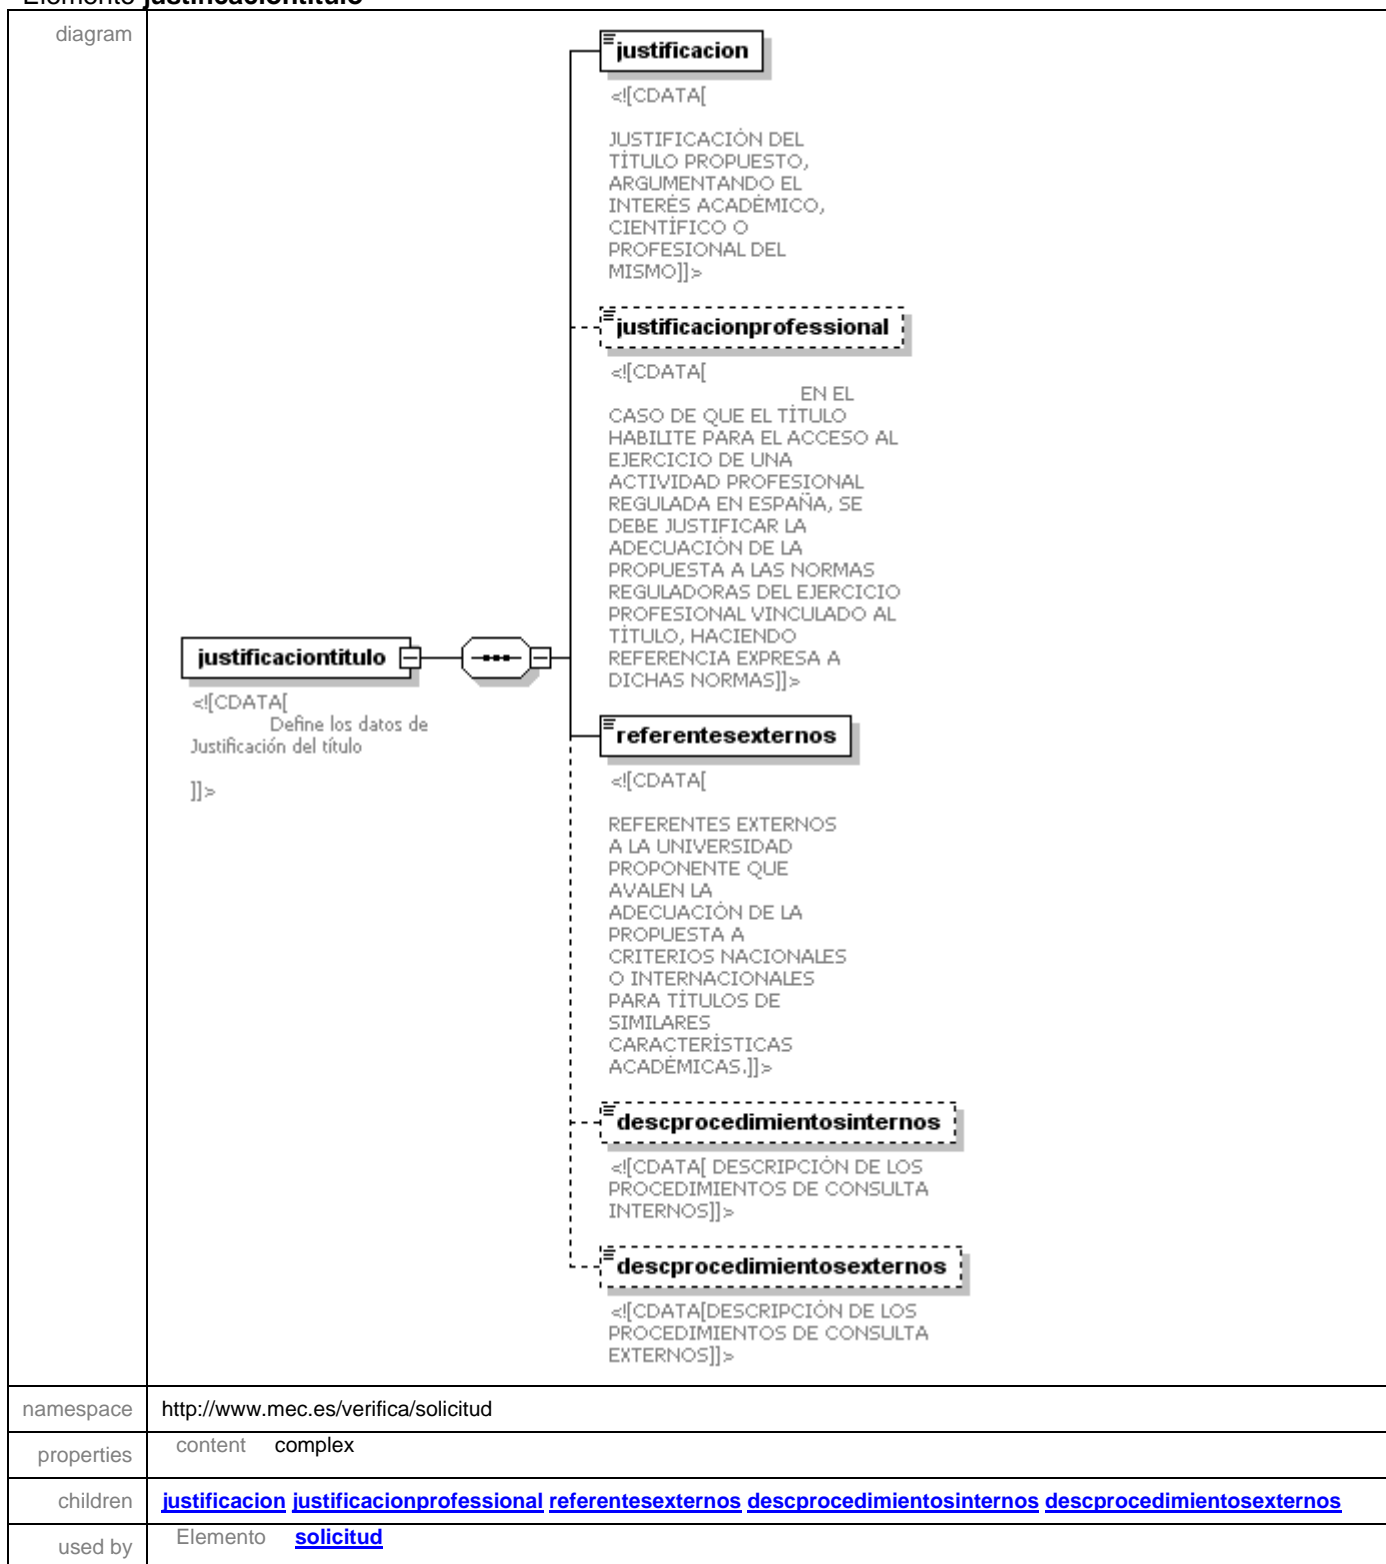 Elemento justificaciontitulo
diagram
justificacion
<![CDATA[
JUSTIFICACIÓN DEL
TÍTULO PROPUESTO,
ARGUMENTANDO EL
INTERÉS ACADÉMICO,
CIENTÍFICO O
PROFESIONAL DEL
MISMO]]>
justificacionprofessional
<![CDATA[
EN EL
CASO DE QUE EL TÍTULO
HABILITE PARA EL ACCESO AL
EJERCICIO DE UNA
ACTIVIDAD PROFESIONAL
REGULADA EN ESPAÑA, SE
DEBE JUSTIFICAR LA
ADECUACIÓN DE LA
PROPUESTA A LAS NORMAS
REGULADORAS DEL EJERCICIO
PROFESIONAL VINCULADO AL
TÍTULO, HACIENDO
REFERENCIA EXPRESA A
DICHAS NORMAS]]>
justificaciontitulo
<![CDATA[
Define los datos de
Justificación del título
]]>
referentesexternos
<![CDATA[
REFERENTES EXTERNOS
A LA UNIVERSIDAD
PROPONENTE QUE
AVALEN LA
ADECUACIÓN DE LA
PROPUESTA A
CRITERIOS NACIONALES
O INTERNACIONALES
PARA TÍTULOS DE
SIMILARES
CARACTERÍSTICAS
ACADÉMICAS.]]>
descprocedimientosinternos
<![CDATA[ DESCRIPCIÓN DE LOS
PROCEDIMIENTOS DE CONSULTA
INTERNOS]]>
descprocedimientosexternos
<![CDATA[DESCRIPCIÓN DE LOS
PROCEDIMIENTOS DE CONSULTA
EXTERNOS]]>
namespace http://www.mec.es/verifica/solicitud
properties content complex
children justificacion justificacionprofessional referentesexternos descprocedimientosinternos descprocedimientosexternos
used by Elemento solicitud